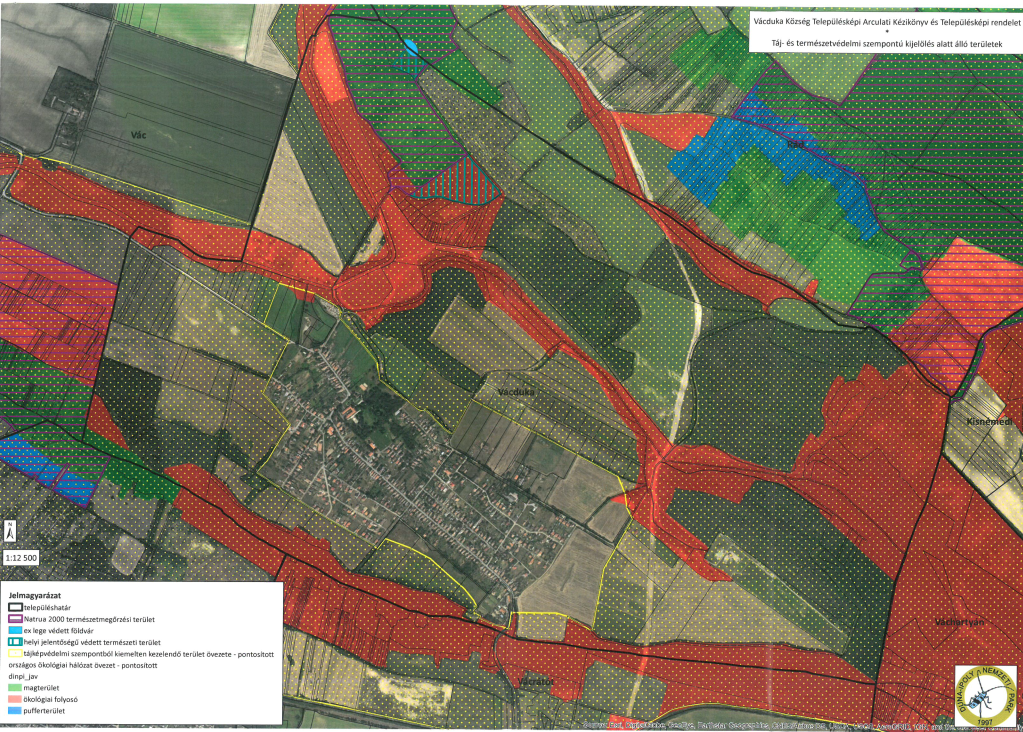 Vácduka Község Településképi Arculati Kézikönyv és Településképi rendelet
*
Táj- és természetvédelmi szempontú kijelölés alatt álló területek
Vác
Vácduka
Kisnémedi
Váchartyán
N
1:12 500
Jelmagyarázat
településhatár
Natrua 2000 természetmegőrzési terület
ex lege védett földvár
helyi jelentőségű védett természeti terület
tájképvédelmi szempontból kiemelten kezelendő terület övezete - pontosított
országos ökológiai hálózat övezet - pontosított
dinpi_jav
magterület
ökológiai folyosó
pufferterület
DUNA-IPOLY NEMZETI PARK
1997